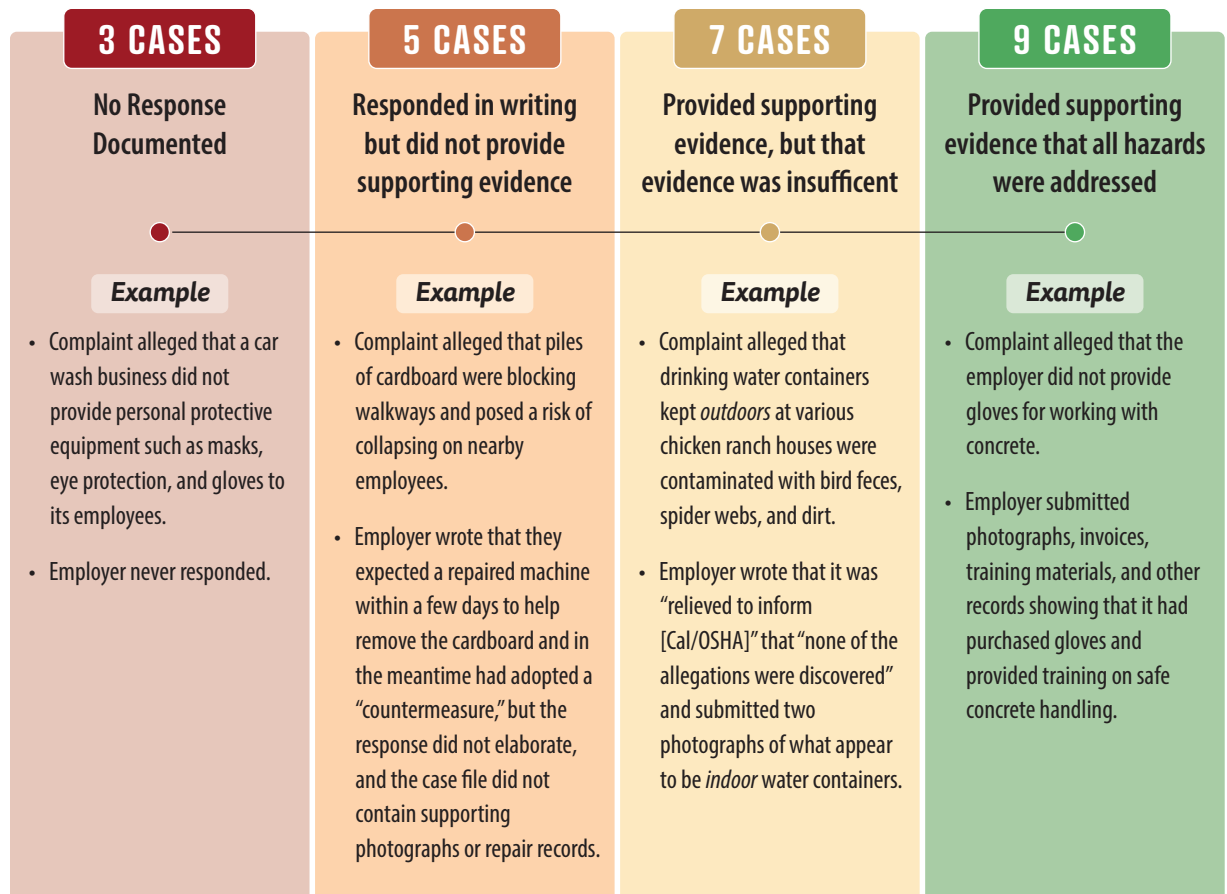 3 CASES
No Response
Documented
Example
• Complaint alleged that a car
wash business did not
provide personal protective
equipment such as masks,
eye protection, and gloves to
its employees.
• Employer never responded.
5 CASES
Responded in writing
but did not provide
supporting evidence
Example
• Complaint alleged that piles
of cardboard were blocking
walkways and posed a risk of
collapsing on nearby
employees.
• Employer wrote that they
expected a repaired machine
within a few days to help
remove the cardboard and in
the meantime had adopted a
“countermeasure,” but the
response did not elaborate,
and the case file did not
contain supporting
photographs or repair records.
7 CASES
Provided supporting
evidence, but that
evidence was insufficent
Example
• Complaint alleged that
drinking water containers
kept outdoors at various
chicken ranch houses were
contaminated with bird feces,
spider webs, and dirt.
• Employer wrote that it was
“relieved to inform
[Cal/OSHA]” that “none of the
allegations were discovered”
and submitted two
photographs of what appear
to be indoor water containers.
9 CASES
Provided supporting
evidence that all hazards
were addressed
Example
• Complaint alleged that the
employer did not provide
gloves for working with
concrete.
• Employer submitted
photographs, invoices,
training materials, and other
records showing that it had
purchased gloves and
provided training on safe
concrete handling.